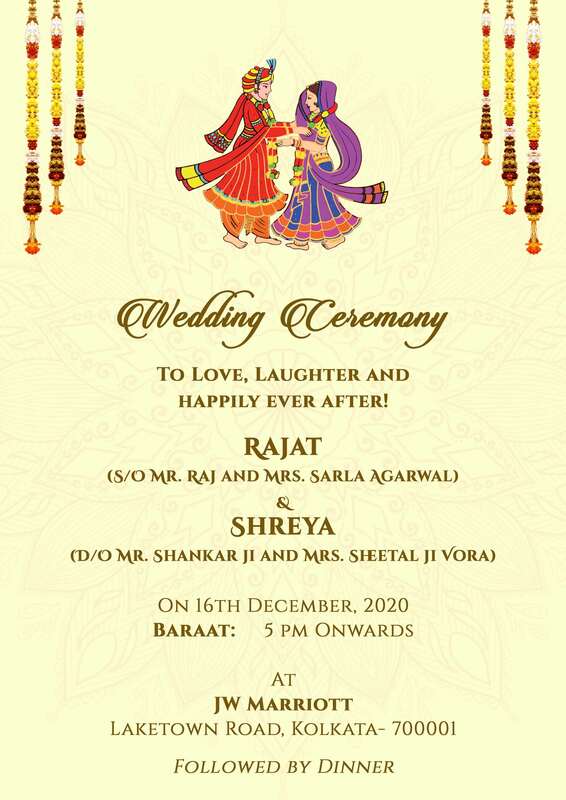 Wedding Ceremony
To Love, Laughter and
happily ever after!
Rajat
(S/O Mr. Raj and Mrs. Sarla Agarwal)
&
Shreya
(D/O Mr. Shankar Ji and Mrs. Sheetal Ji Vora)
On 16th December, 2020
Baraat: 5 pm Onwards
At
JW Marriott
Laketown Road, Kolkata- 700001
Followed by Dinner